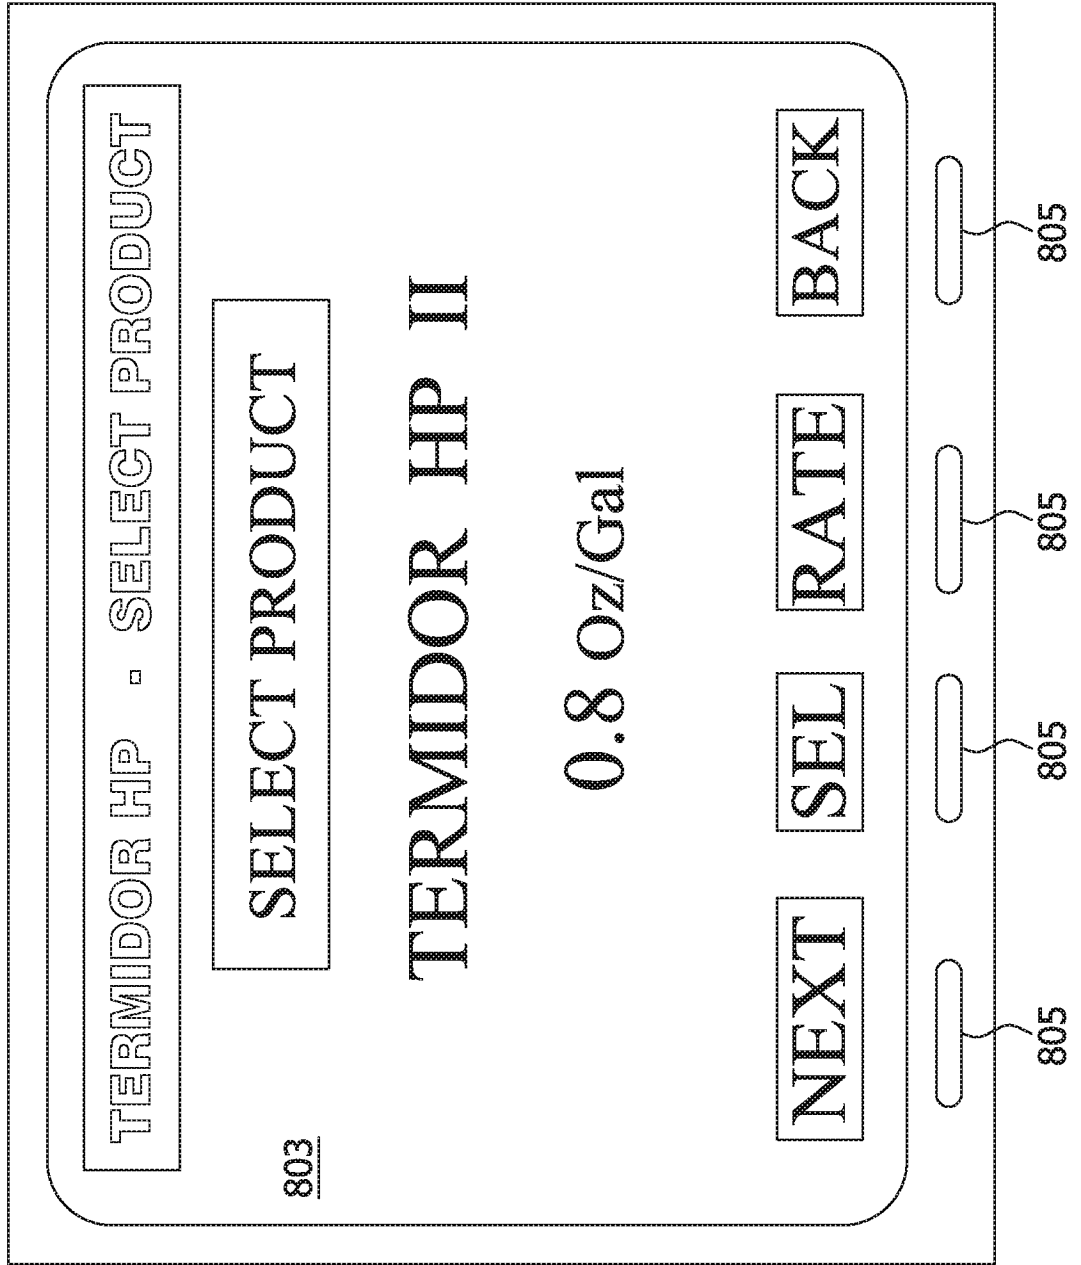 TERMIDOR HP - SELECT PRODUCT
803
SELECT PRODUCT
TERMIDOR HP II
0.8 Oz/Gal
NEXT SEL RATE BACK
805 805 805 805